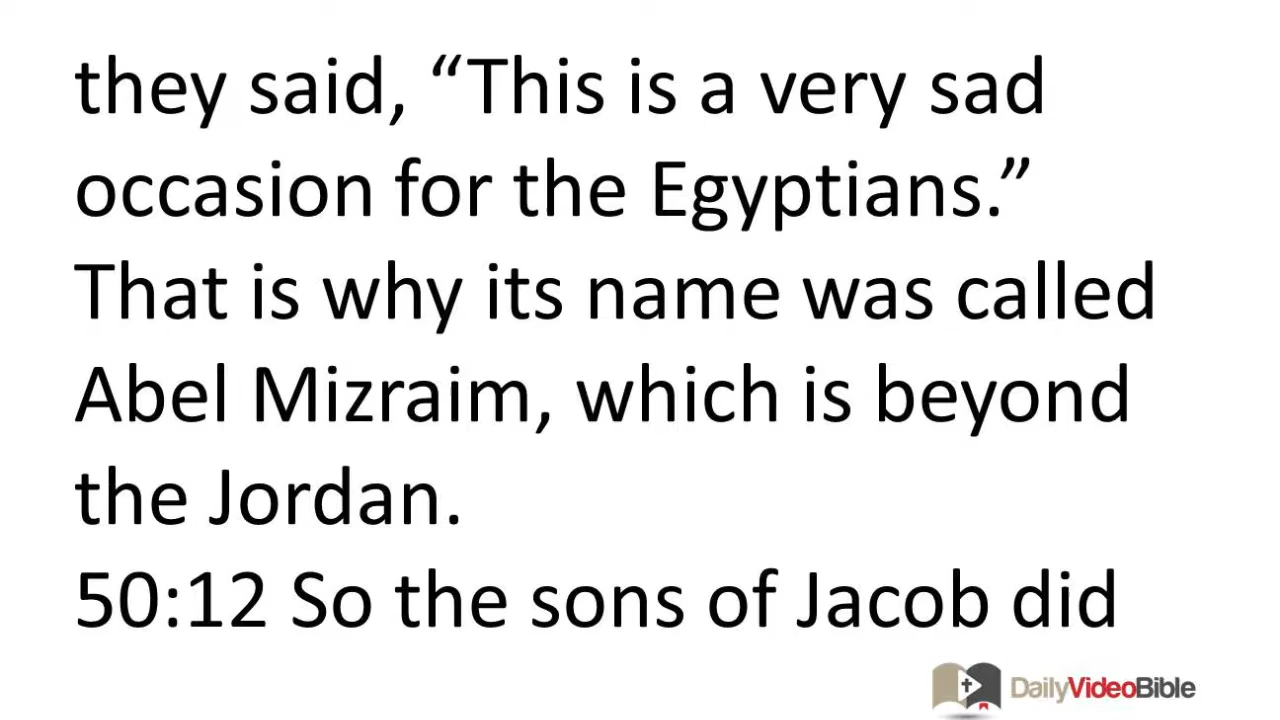 they said, “This is a very sad
occasion for the Egyptians.”
That is why its name was called
Abel Mizraim, which is beyond
the Jordan.
50:12 So the sons of Jacob did
DailyVideoBible